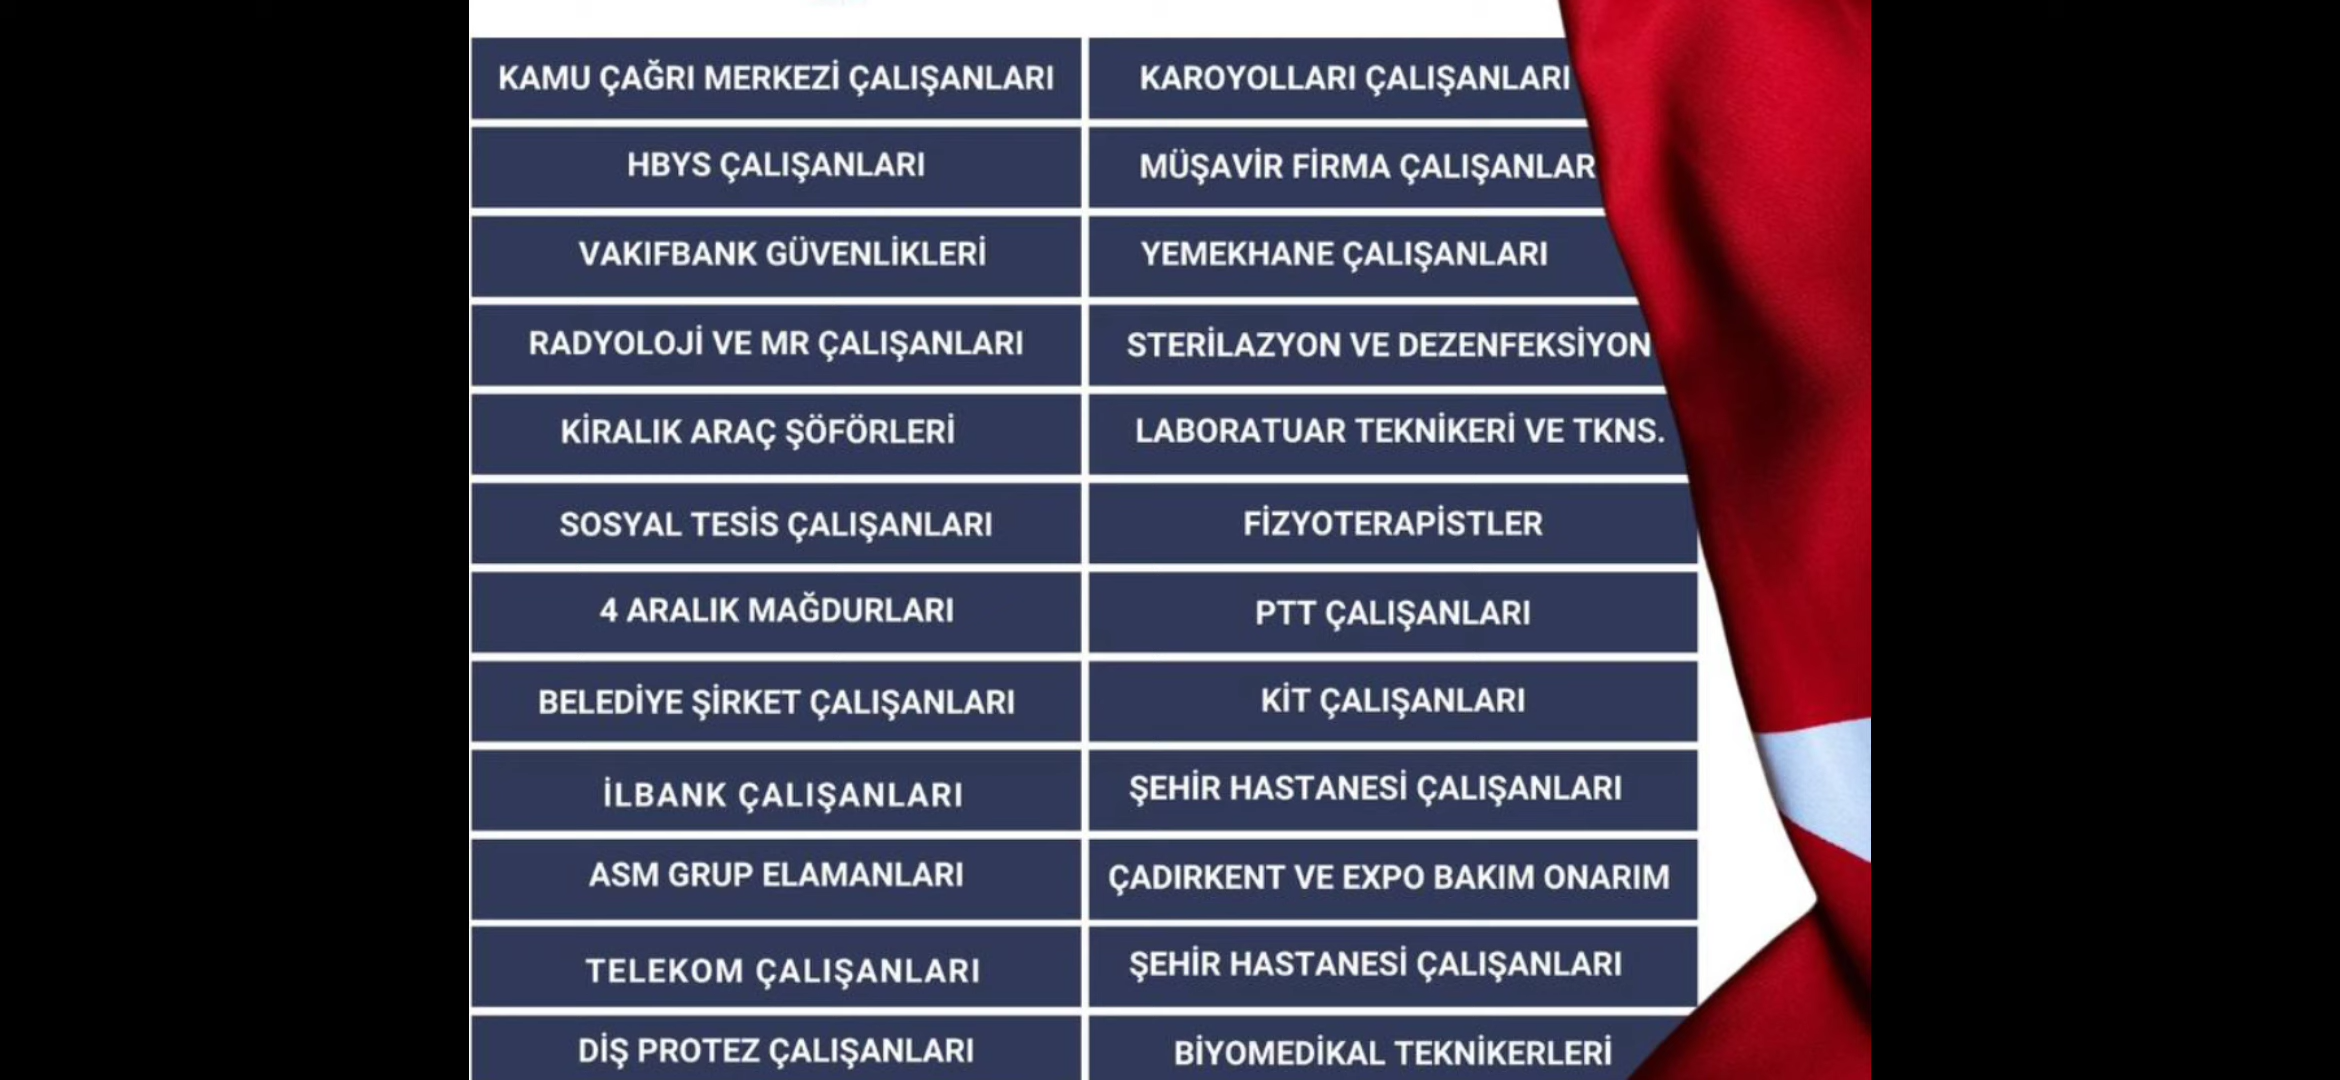 KAMU ÇAĞRI MERKEZİ ÇALIŞANLARI
KAROYOLLARI ÇALIŞANLARI
HBYS ÇALIŞANLARI
MÜŞAVİR FİRMA ÇALIŞANLAR
VAKIFBANK GÜVENLİKLERİ
YEMEKHANE ÇALIŞANLARI
RADYOLOJİ VE MR ÇALIŞANLARI
STERİLAZYON VE DEZENFEKSİYON
KİRALIK ARAÇ ŞÖFÖRLERİ
LABORATUAR TEKNİKERİ VE TKNS.
SOSYAL TESİS ÇALIŞANLARI
FİZYOTERAPİSTLER
4 ARALIK MAĞDURLARI
PTT ÇALIŞANLARI
BELEDİYE ŞİRKET ÇALIŞANLARI
KİT ÇALIŞANLARI
İLBANK ÇALIŞANLARI
ŞEHİR HASTANESİ ÇALIŞANLARI
ASM GRUP ELAMANLARI
ÇADIRKENT VE EXPO BAKIM ONARIM
TELEKOM ÇALIŞANLARI
ŞEHİR HASTANESİ ÇALIŞANLARI
DİŞ PROTEZ ÇALIŞANLARI
BİYOMEDİKAL TEKNİKERLERİ